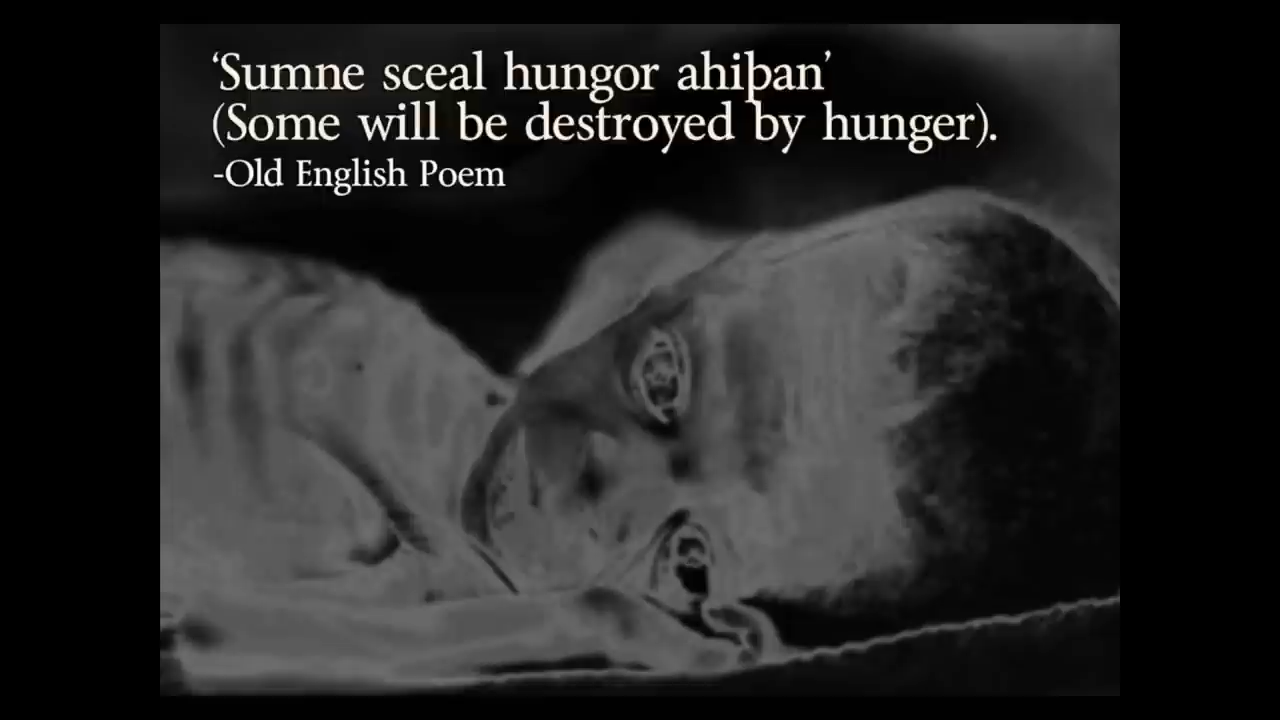 ‘Sumne sceal hungor ahiþan’
(Some will be destroyed by hunger).
-Old English Poem